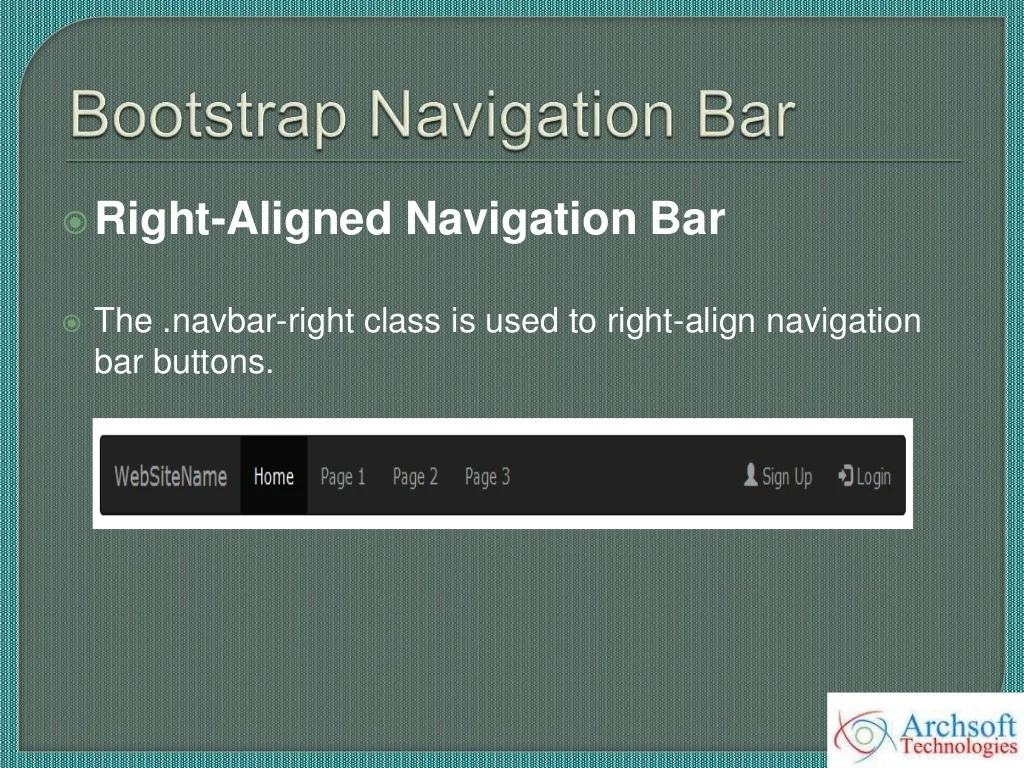 Bootstrap Navigation Bar
Right-Aligned Navigation Bar
The .navbar-right class is used to right-align navigation
bar buttons.
WebSiteName Home Page 1 Page 2 Page 3 Sign Up Login
Archsoft
Technologies